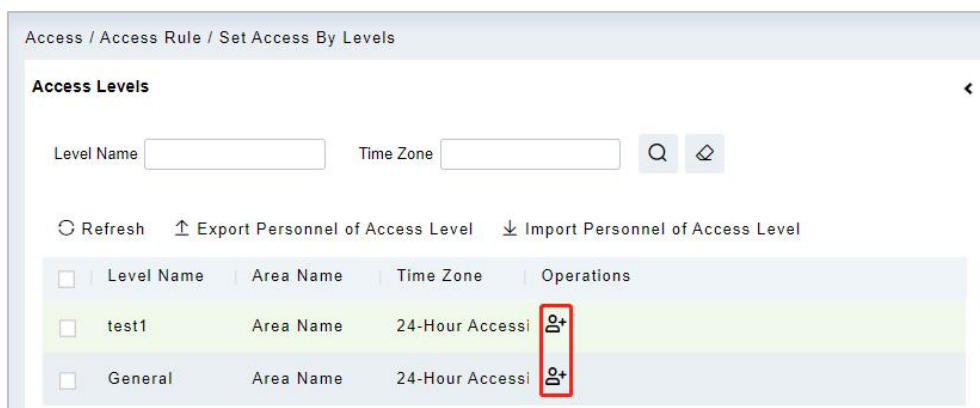 Access / Access Rule / Set Access By Levels
Access Levels
Level Name Time Zone
Refresh Export Personnel of Access Level Import Personnel of Access Level
Level Name Area Name Time Zone Operations
test1 Area Name 24-Hour Accessi
General Area Name 24-Hour Accessi